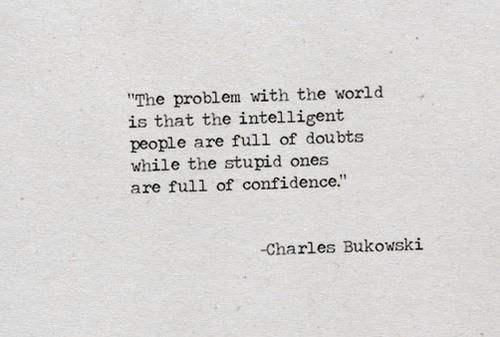 "The problem with the world
is that the intelligent
people are full of doubts
while the stupid ones
are full of confidence."
-Charles Bukowski